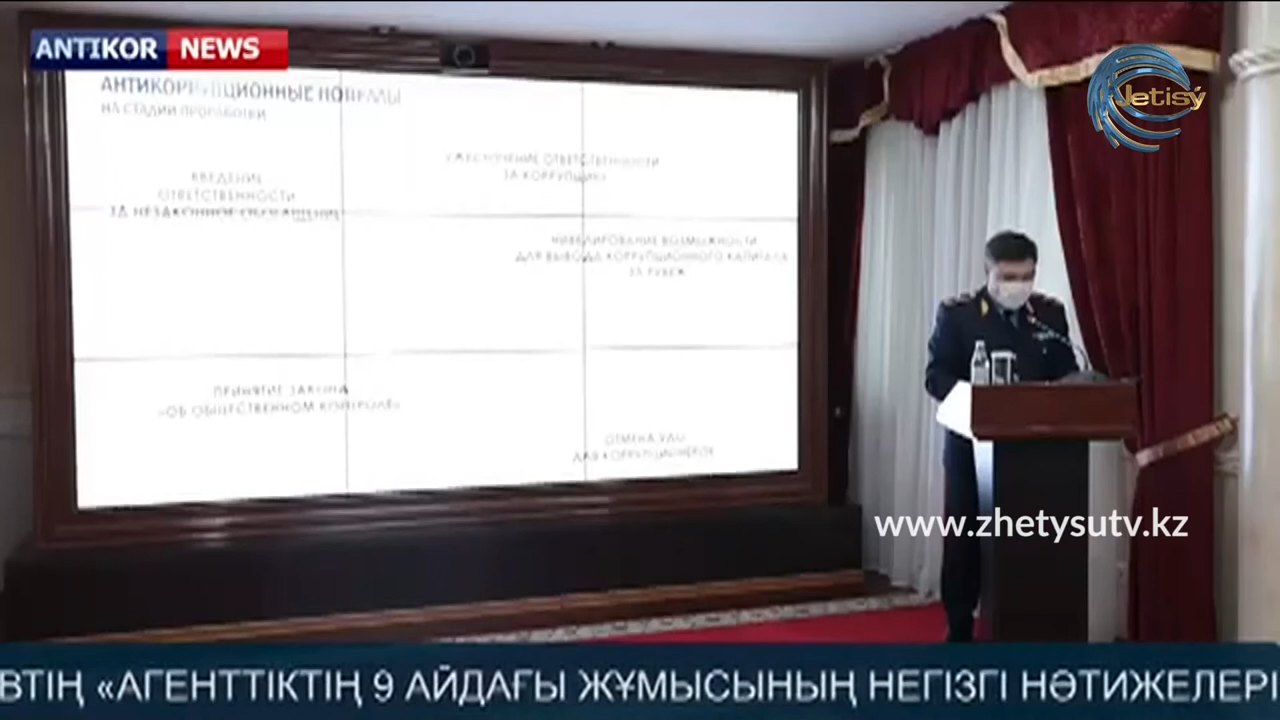 ANTIKOR NEWS
Jetisý
АНТИКОРРУПЦИОННЫЕ
НА СТАДИИ ПРОРАБОТКИ
УЖЕСТОЧЕНИЕ ОТВЕТСТВЕННОСТИ
ЗА КОРРУПЦИЮ
ВВЕДЕНИЕ
ОТВЕТСТВЕННОСТИ
ЗА НЕЗАКОННОЕ ОБОГАЩЕНИЕ
НИВЕЛИРОВАНИЕ ВОЗМОЖНОСТИ
ДЛЯ ВЫВОДА КОРРУПЦИОННОГО КАПИТАЛА
ЗА РУБЕЖ
ПРИНЯТИЕ ЗАКОНА
«ОБ ОБЩЕСТВЕННОМ КОНТРОЛЕ»
ОТМЕНА УДО
ДЛЯ КОРРУПЦИОНЕРОВ
www.zhetysutv.kz
ВТІҢ «АГЕНТТІКТІҢ 9 АЙДАҒЫ ЖҰМЫСЫНЫҢ НЕГІЗГІ НӘТИЖЕЛЕРІ